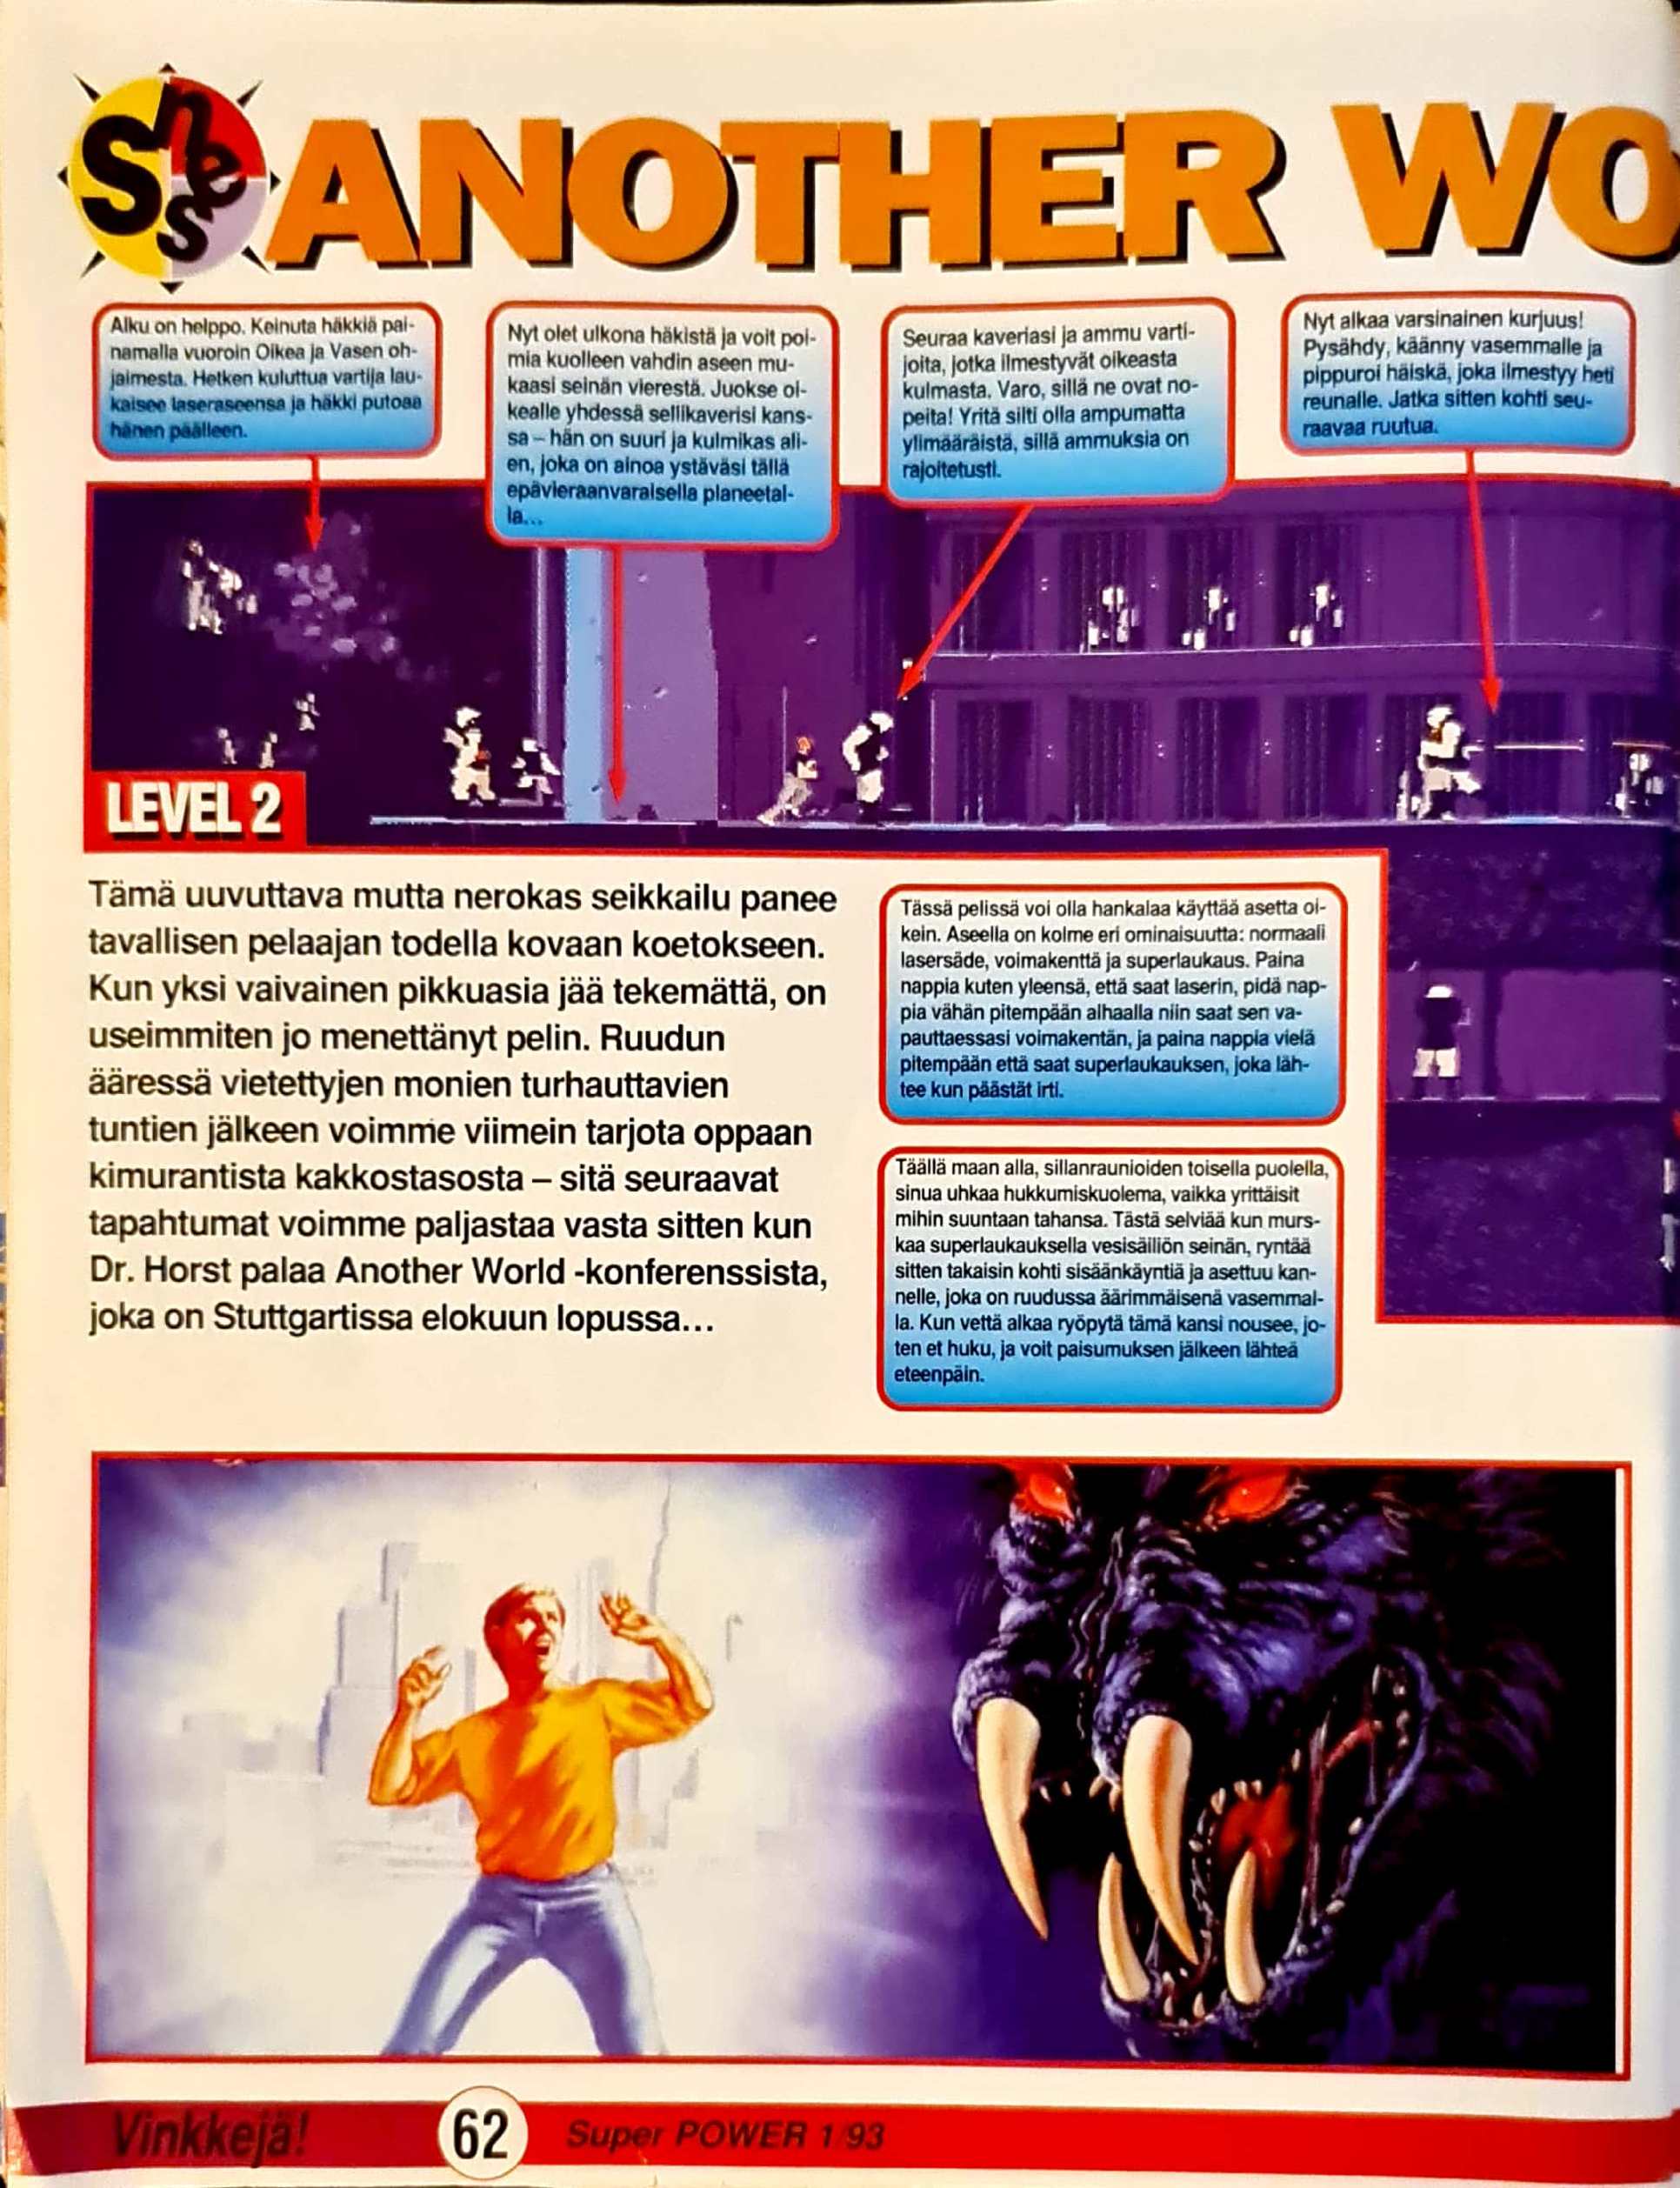 Snes
ANOTHER WO
Alku on helppo. Keinuta häkkiä pai-
namalla vuoroin Oikea ja Vasen oh-
jaimesta. Hetken kuluttua vartija lau-
kaisee laseraseensa ja häkki putoaa
hänen päälleen.
Nyt olet ulkona häkistä ja voit poi-
mia kuolleen vahdin aseen mu-
kaasi seinän vierestä. Juokse oi-
kealle yhdessä sellikaverisi kans-
sa – hän on suuri ja kulmikas ali-
en, joka on ainoa ystäväsi tällä
epävieraanvaraisella planeetal-
la...
Seuraa kaveriasi ja ammu varti-
joita, jotka ilmestyvät oikeasta
kulmasta. Varo, sillä ne ovat no-
peita! Yritä silti olla ampumatta
ylimääräistä, sillä ammuksia on
rajoitetusti.
Nyt alkaa varsinainen kurjuus!
Pysähdy, käänny vasemmalle ja
pippuroi häiskä, joka ilmestyy heti
reunalle. Jatka sitten kohti seu-
raavaa ruutua.
LEVEL 2
Tämä uuvuttava mutta nerokas seikkailu panee
tavallisen pelaajan todella kovaan koetokseen.
Kun yksi vaivainen pikkuasia jää tekemättä, on
useimmiten jo menettänyt pelin. Ruudun
ääressä vietettyjen monien turhauttavien
tuntien jälkeen voimme viimein tarjota oppaan
kimurantista kakkostasosta – sitä seuraavat
tapahtumat voimme paljastaa vasta sitten kun
Dr. Horst palaa Another World -konferenssista,
joka on Stuttgartissa elokuun lopussa...
Tässä pelissä voi olla hankalaa käyttää asetta oi-
kein. Aseella on kolme eri ominaisuutta: normaali
lasersäde, voimakenttä ja superlaukaus. Paina
nappia kuten yleensä, että saat laserin, pidä nap-
pia vähän pitempään alhaalla niin saat sen va-
pauttaessasi voimakentän, ja paina nappia vielä
pitempään että saat superlaukauksen, joka läh-
tee kun päästät irti.
Täällä maan alla, sillanraunioiden toisella puolella,
sinua uhkaa hukkumiskuolema, vaikka yrittäisit
mihin suuntaan tahansa. Tästä selviää kun murs-
kaa superlaukauksella vesisäiliön seinän, ryntää
sitten takaisin kohti sisäänkäyntiä ja asettuu kan-
nelle, joka on ruudussa äärimmäisenä vasemmal-
la. Kun vettä alkaa ryöpytä tämä kansi nousee, jo-
ten et huku, ja voit paisumuksen jälkeen lähteä
eteenpäin.
Vinkkejä!
62
Super POWER 1/93